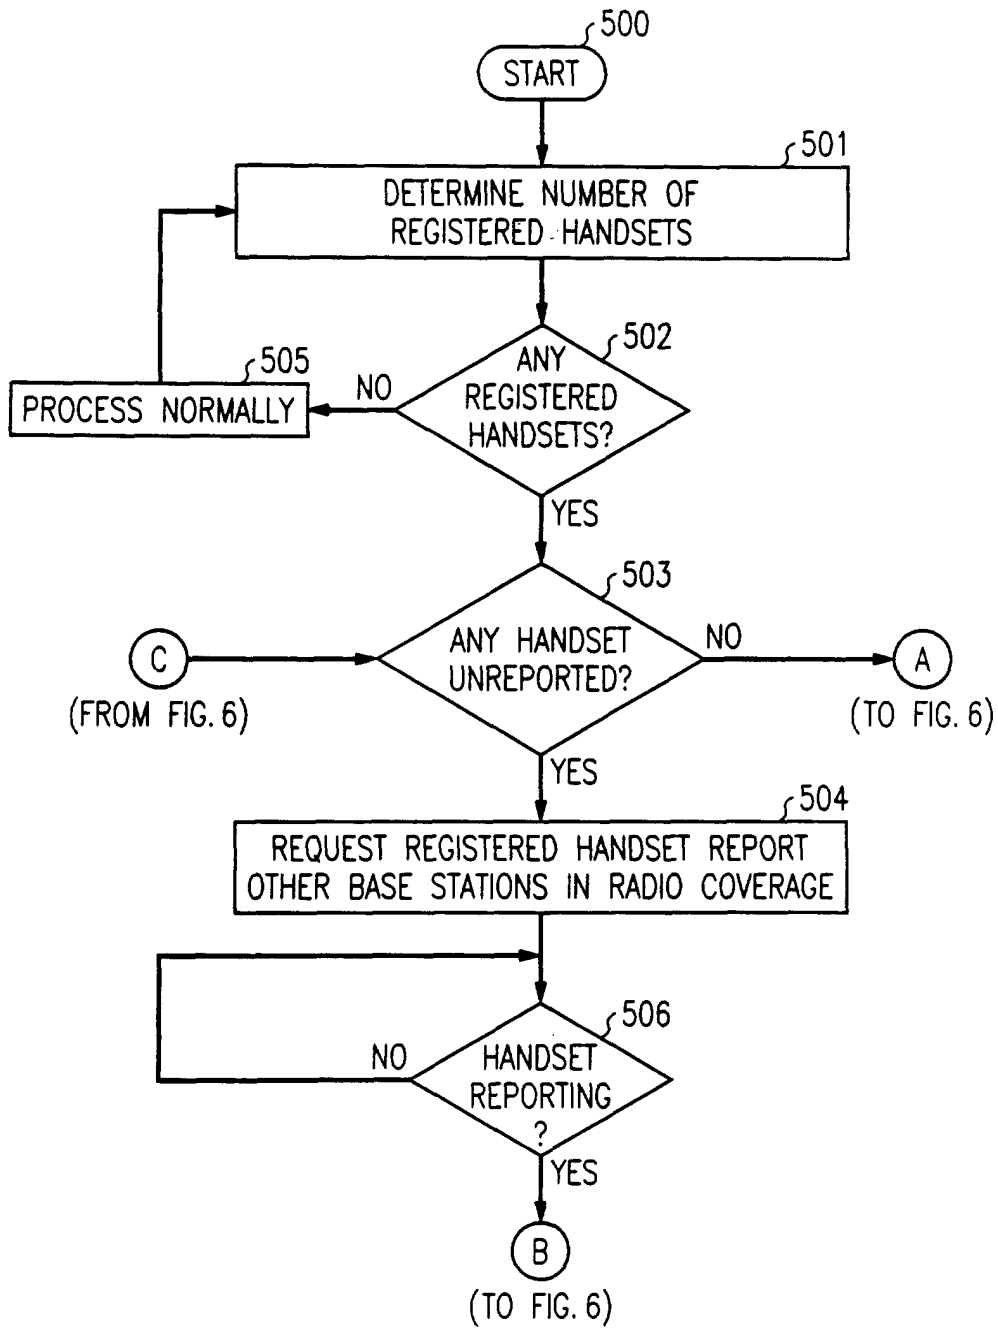 500
START
501
DETERMINE NUMBER OF
REGISTERED HANDSETS
502
ANY
REGISTERED
HANDSETS?
505
NO
PROCESS NORMALLY
YES
503
ANY HANDSET
UNREPORTED?
NO
C
(FROM FIG. 6)
A
(TO FIG. 6)
YES
504
REQUEST REGISTERED HANDSET REPORT
OTHER BASE STATIONS IN RADIO COVERAGE
506
HANDSET
REPORTING
?
NO
YES
B
(TO FIG. 6)